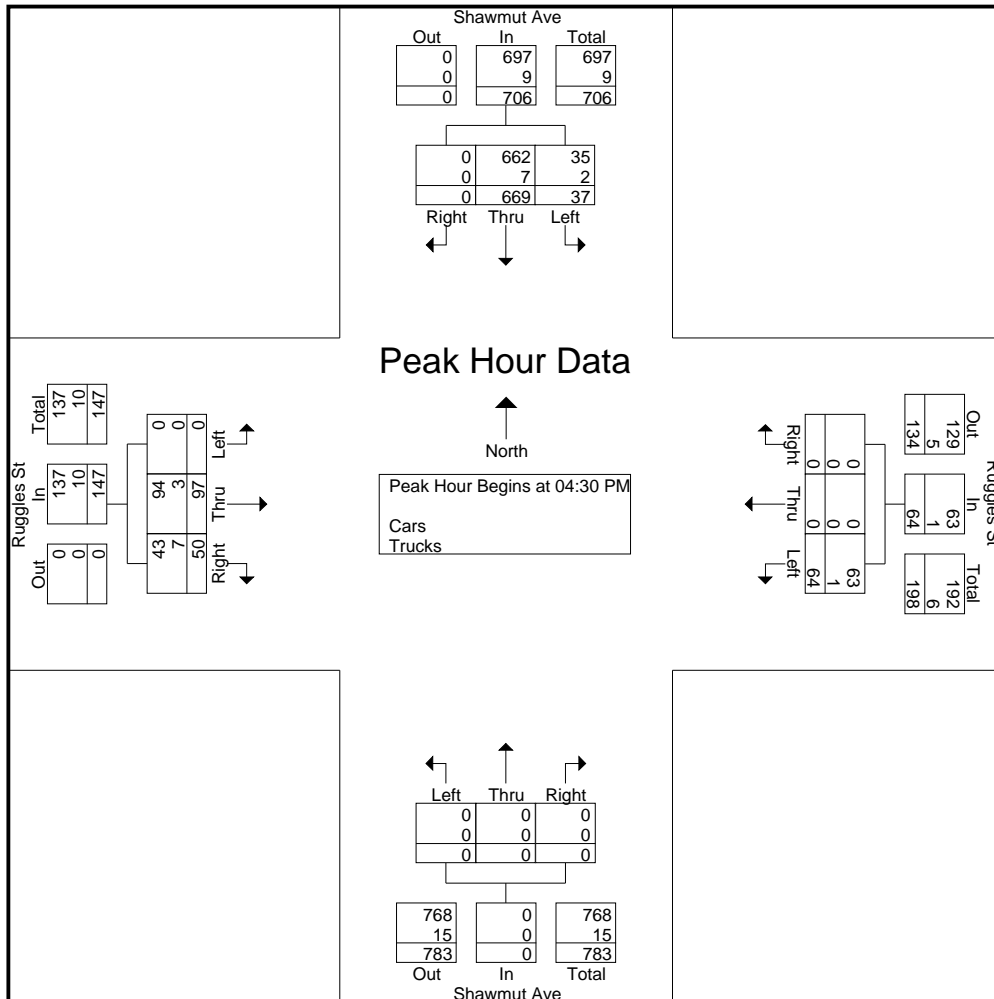 Shawmut Ave
Out In Total
0 697 697
0 9 9
0 706 706
0 662 35
0 7 2
0 669 37
Right Thru Left
Peak Hour Data
North
Peak Hour Begins at 04:30 PM
Cars
Trucks
Ruggles St
Out In Total
0 137 137
0 10 10
0 147 147
Left Thru Right
0 94 43
0 3 7
0 97 50
Ruggles St
Out In Total
129 63 192
5 1 6
134 64 198
0 0 63
0 0 1
0 0 64
Right Thru Left
Left Thru Right
0 0 0
0 0 0
0 0 0
768 0 768
15 0 15
783 0 783
Out In Total
Shawmut Ave